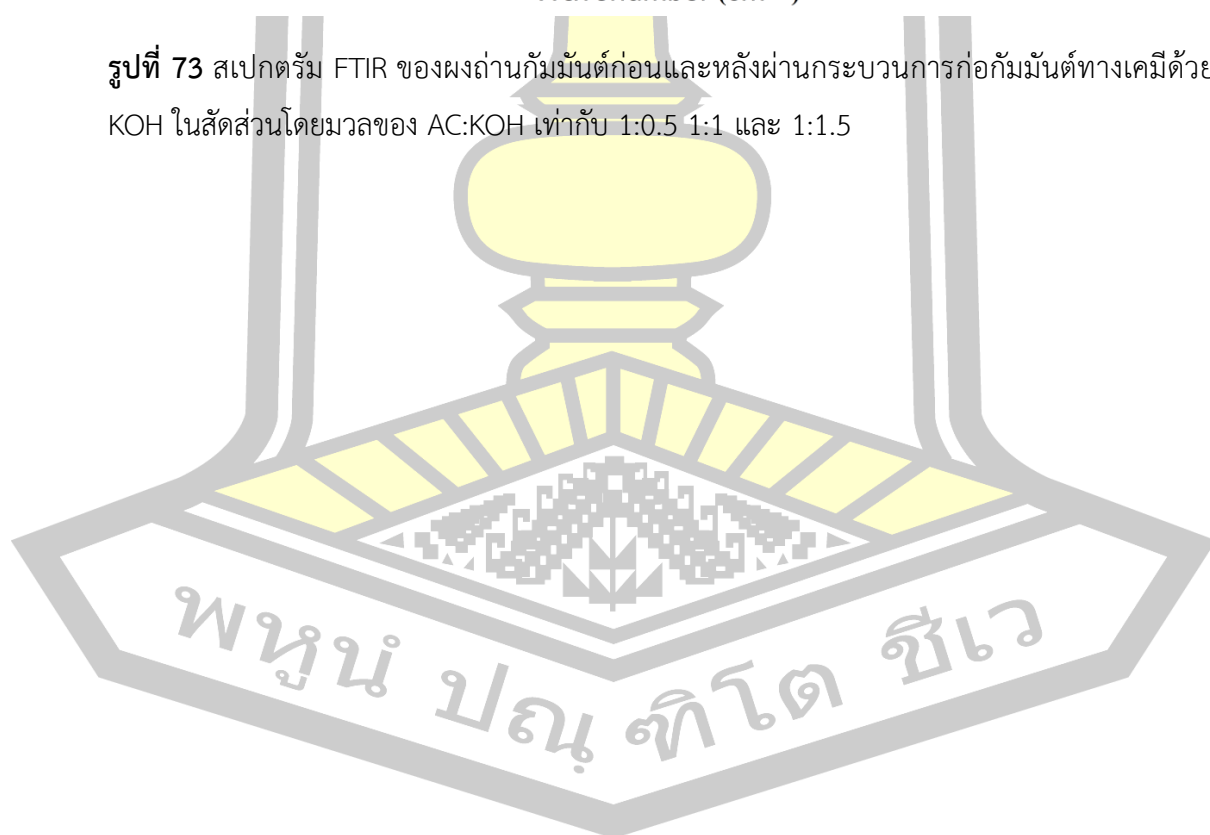 รูปที่ 73 สเปกตรัม FTIR ของผงถ่านกัมมันต์ก่อนและหลังผ่านกระบวนการก่อกัมมันต์ทางเคมีด้วย
KOH ในสัดส่วนโดยมวลของ AC:KOH เท่ากับ 1:0.5 1:1 และ 1:1.5
พหูนํ ปณฺฑิโต ชีเว